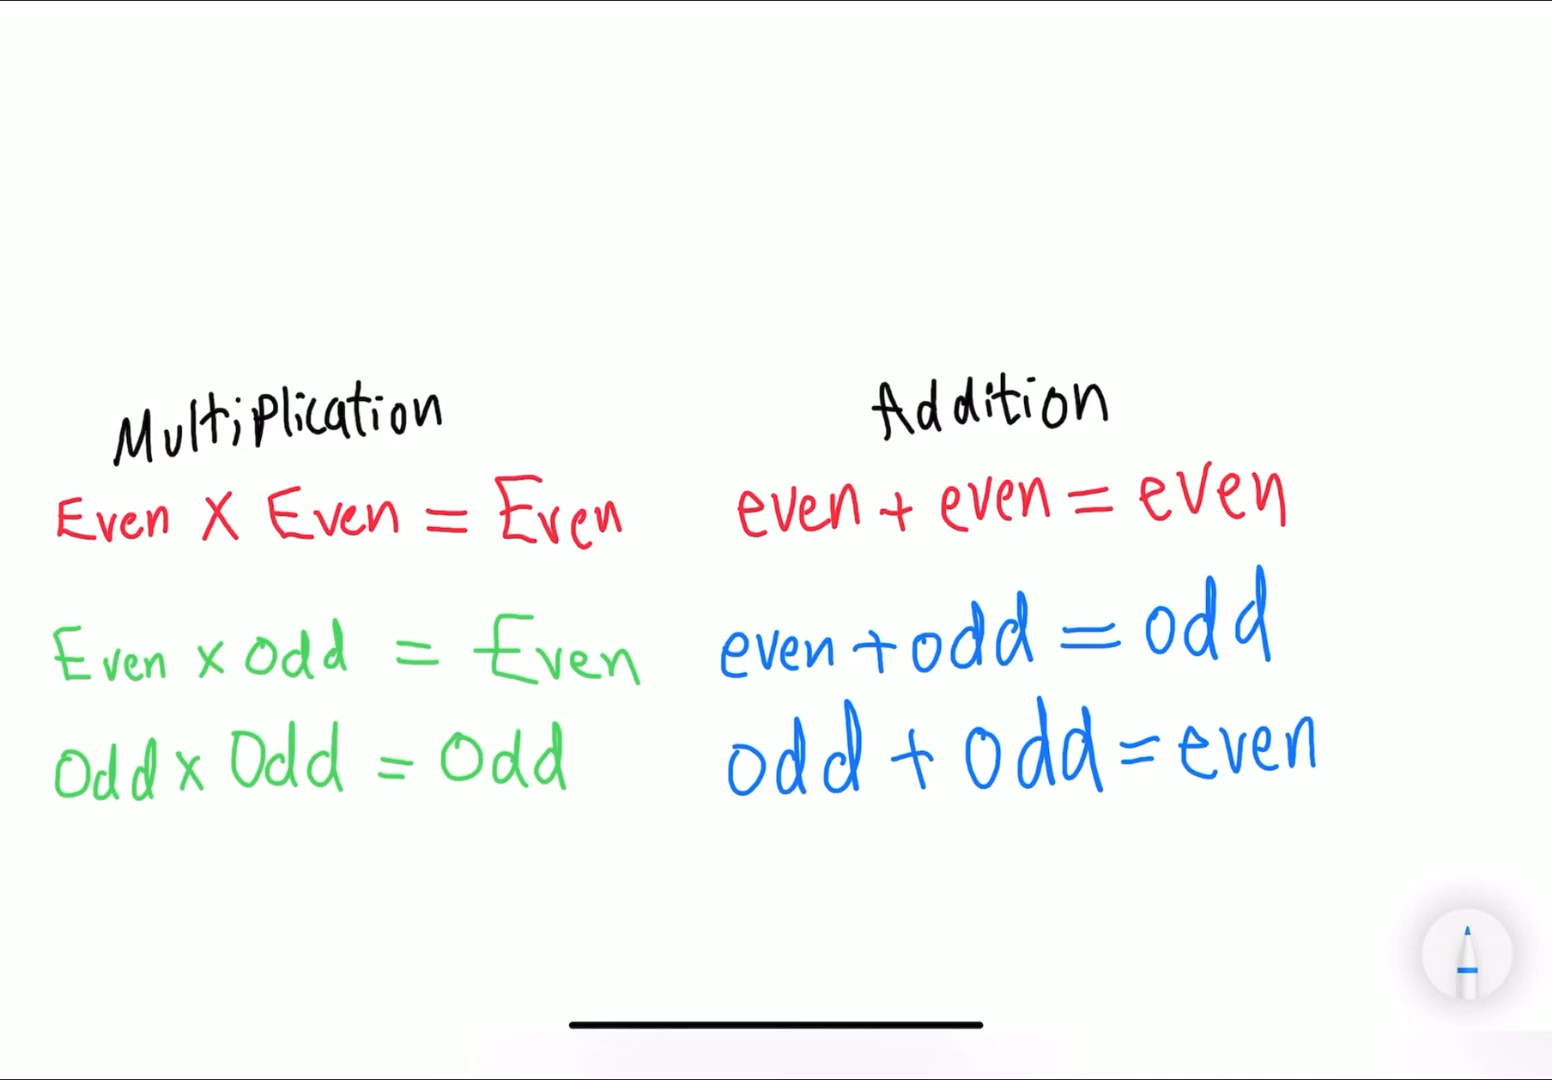 Multiplication
Even x Even = Even
Even x odd = Even
Odd x Odd = Odd
Addition
even + even = even
even + odd = odd
odd + odd = even